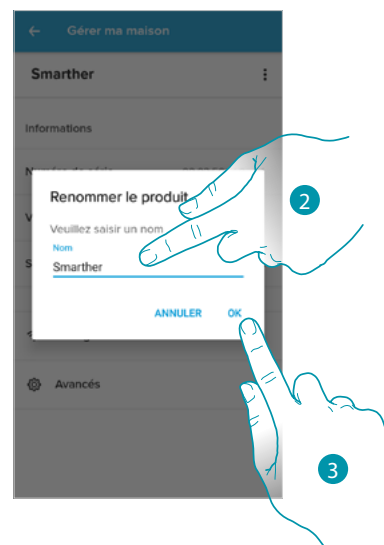 Gérer ma maison
Smarther
Informations
Renommer le produit
Veuillez saisir un nom
Nom
Smarther
2
ANNULER OK
Avancés
3